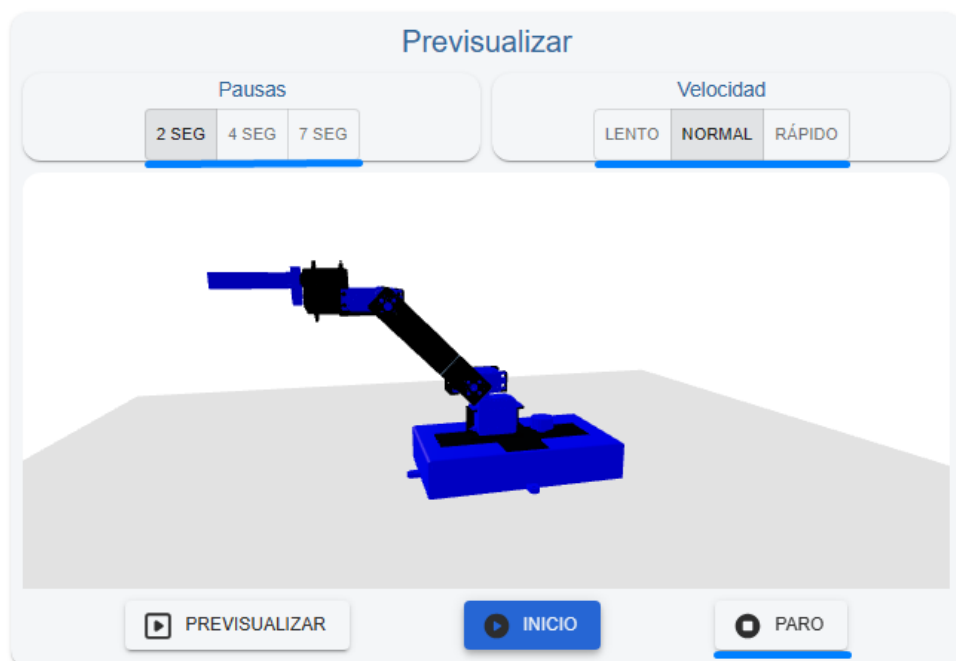 Previsualizar
Pausas
Velocidad
2 SEG 4 SEG 7 SEG
LENTO NORMAL RÁPIDO
PREVISUALIZAR
INICIO
PARO